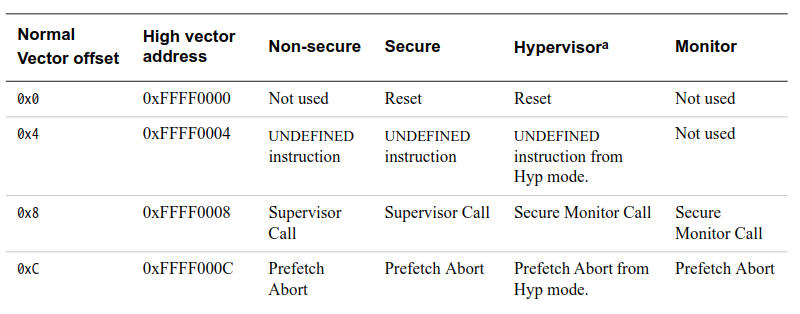 Normal Vector offset High vector address Non-secure Secure Hypervisorᵃ Monitor
0x0 0xFFFF0000 Not used Reset Reset Not used
0x4 0xFFFF0004 UNDEFINED instruction UNDEFINED instruction UNDEFINED instruction from Hyp mode. Not used
0x8 0xFFFF0008 Supervisor Call Supervisor Call Secure Monitor Call Secure Monitor Call
0xC 0xFFFF000C Prefetch Abort Prefetch Abort Prefetch Abort from Hyp mode. Prefetch Abort